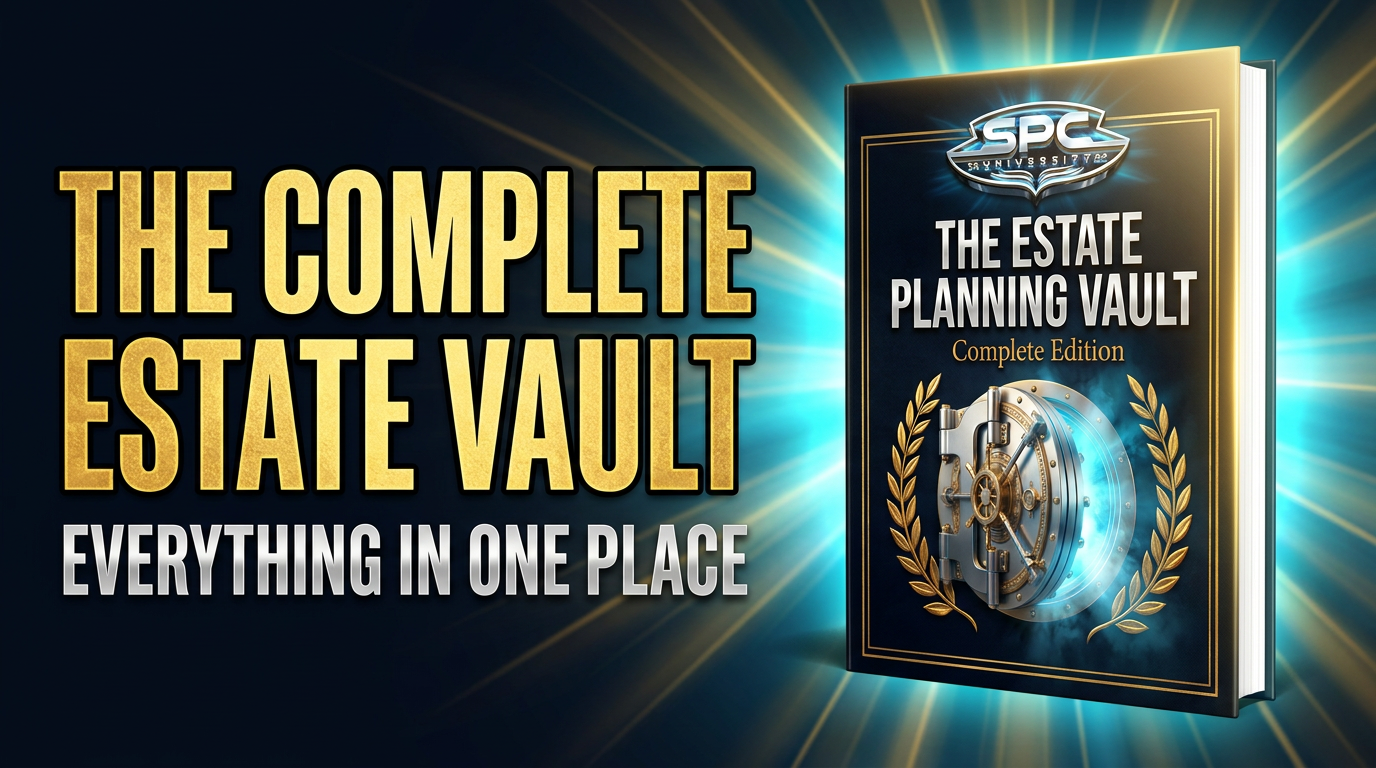 THE COMPLETE
ESTATE VAULT
EVERYTHING IN ONE PLACE
SPC
THE ESTATE
PLANNING VAULT
Complete Edition